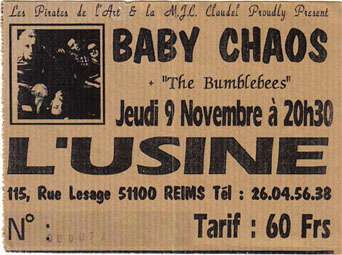 Les Pirates de l'Art & la M.J.C. Claudel Proudly Present
BABY CHAOS
+ "The Bumblebees"
Jeudi 9 Novembre à 20h30
L'USINE
115, Rue Lesage 51100 REIMS Tél : 26.04.56.38
N° :
Tarif : 60 Frs